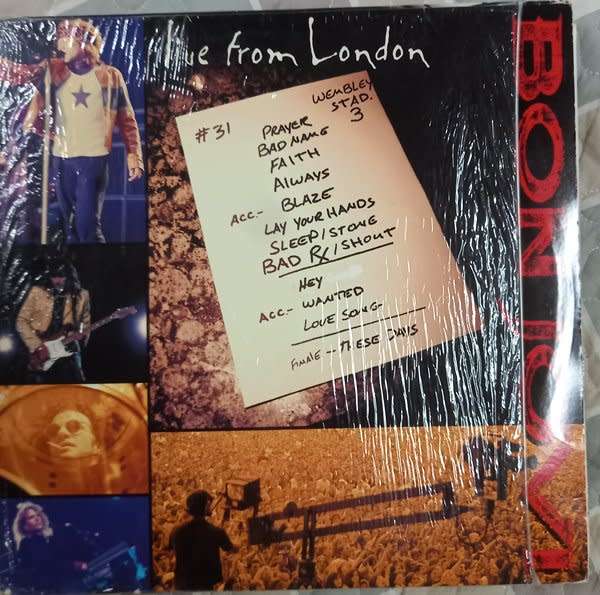 Live from London
#31
WEMBLEY
STAD.
3
PRAYER
BAD NAME
FAITH
AlWAYS
ACC- BLAZE
LAY YOUR HANDS
SLEEP/STONE
BAD Rx/SHOUT
HEY
ACC- WANTED
LOVE SONG-
FINALE - THESE DAYS
BON JOVI